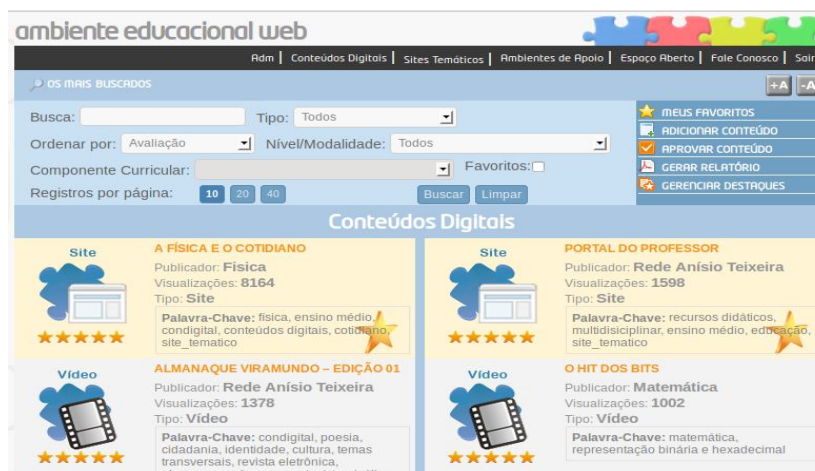 ambiente educacional web
Adm | Conteúdos Digitais | Sites Temáticos | Ambientes de Apoio | Espaço Aberto | Fale Conosco | Sair
OS MAIS BUSCADOS
+A -A
Busca: Tipo: Todos
Ordenar por: Avaliação Nível/Modalidade: Todos
Componente Curricular: Favoritos:
Registros por página: 10 20 40 Buscar Limpar
MEUS FAVORITOS
ADICIONAR CONTEÚDO
APROVAR CONTEÚDO
GERAR RELATÓRIO
GERENCIAR DESTAQUES
Conteúdos Digitais
Site
A FÍSICA E O COTIDIANO
Publicador: Fisica
Visualizações: 8164
Tipo: Site
Palavra-Chave: física, ensino médio,
condigital, conteúdos digitais, cotidiano,
site_tematico
Site
PORTAL DO PROFESSOR
Publicador: Rede Anísio Teixeira
Visualizações: 1598
Tipo: Site
Palavra-Chave: recursos didáticos,
multidisiciplinar, ensino médio, educação,
site_tematico
Vídeo
ALMANAQUE VIRAMUNDO – EDIÇÃO 01
Publicador: Rede Anísio Teixeira
Visualizações: 1378
Tipo: Vídeo
Palavra-Chave: condigital, poesia,
cidadania, identidade, cultura, temas
transversais, revista eletrônica,
Vídeo
O HIT DOS BITS
Publicador: Matemática
Visualizações: 1002
Tipo: Vídeo
Palavra-Chave: matemática,
representação binária e hexadecimal